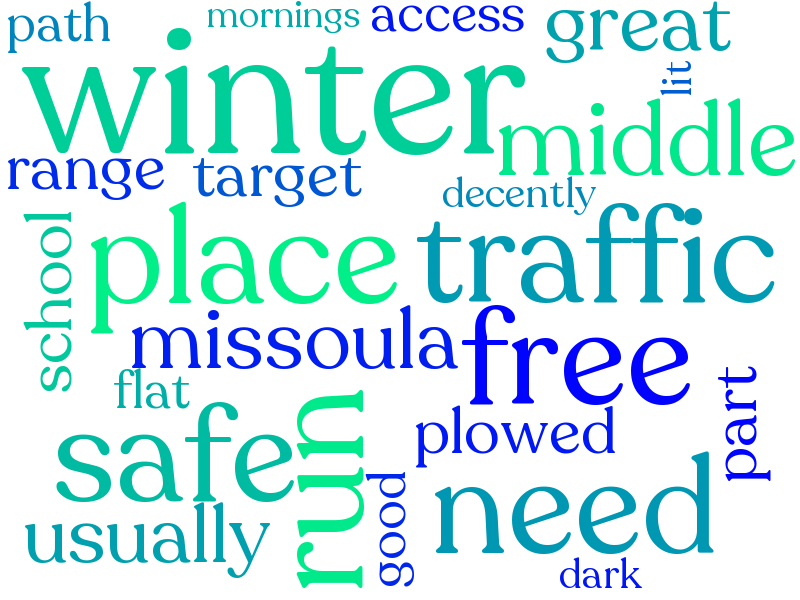 path
mornings
access
great
winter
lit
middle
range
target
decently
school
place
traffic
missoula
free
flat
run
safe
plowed
part
good
need
usually
dark